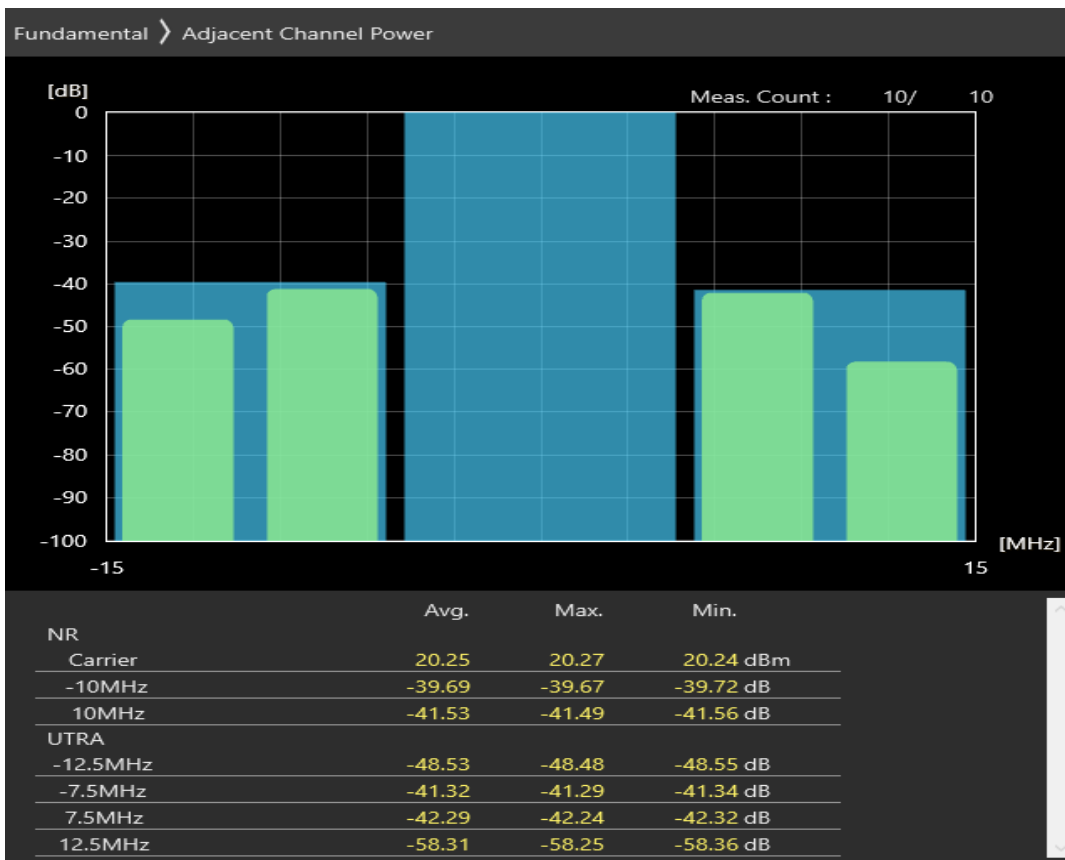 Fundamental 〉 Adjacent Channel Power
[dB]
Meas. Count : 10/ 10
0
-10
-20
-30
-40
-50
-60
-70
-80
-90
-100
[MHz]
-15 15
Avg. Max. Min.
NR
Carrier 20.25 20.27 20.24 dBm
-10MHz -39.69 -39.67 -39.72 dB
10MHz -41.53 -41.49 -41.56 dB
UTRA
-12.5MHz -48.53 -48.48 -48.55 dB
-7.5MHz -41.32 -41.29 -41.34 dB
7.5MHz -42.29 -42.24 -42.32 dB
12.5MHz -58.31 -58.25 -58.36 dB